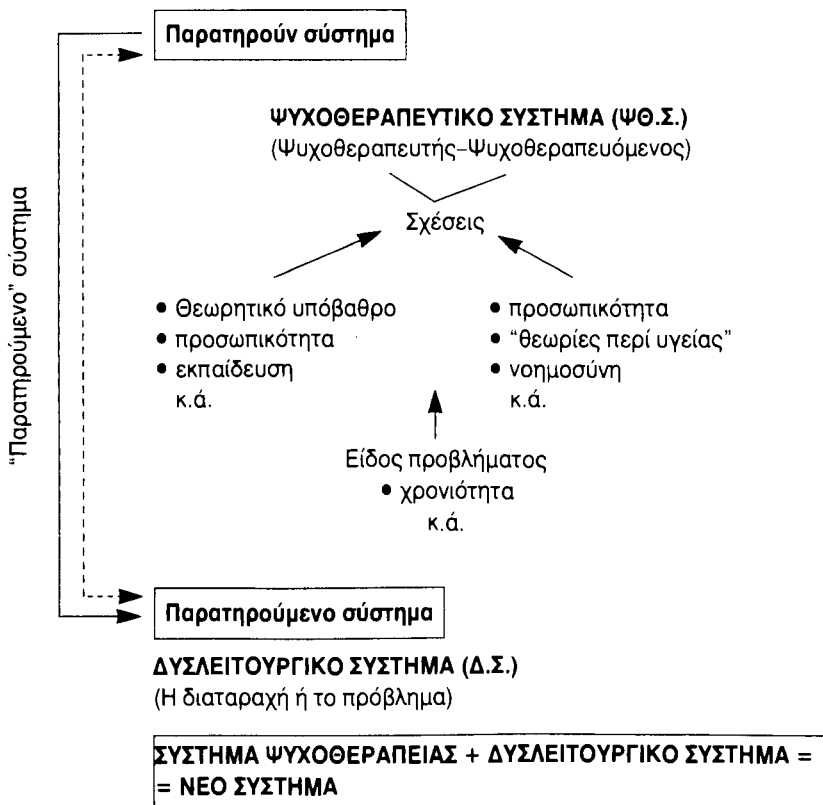 Παρατηρούν σύστημα
ΨΥΧΟΘΕΡΑΠΕΥΤΙΚΟ ΣΥΣΤΗΜΑ (ΨΘ.Σ.)
(Ψυχοθεραπευτής–Ψυχοθεραπευόμενος)
Σχέσεις
• Θεωρητικό υπόβαθρο
• προσωπικότητα
• εκπαίδευση
κ.ά.
• προσωπικότητα
• “θεωρίες περί υγείας”
• νοημοσύνη
κ.ά.
Είδος προβλήματος
• χρονιότητα
κ.ά.
“Παρατηρούμενο” σύστημα
Παρατηρούμενο σύστημα
ΔΥΣΛΕΙΤΟΥΡΓΙΚΟ ΣΥΣΤΗΜΑ (Δ.Σ.)
(Η διαταραχή ή το πρόβλημα)
ΣΥΣΤΗΜΑ ΨΥΧΟΘΕΡΑΠΕΙΑΣ + ΔΥΣΛΕΙΤΟΥΡΓΙΚΟ ΣΥΣΤΗΜΑ =
= ΝΕΟ ΣΥΣΤΗΜΑ